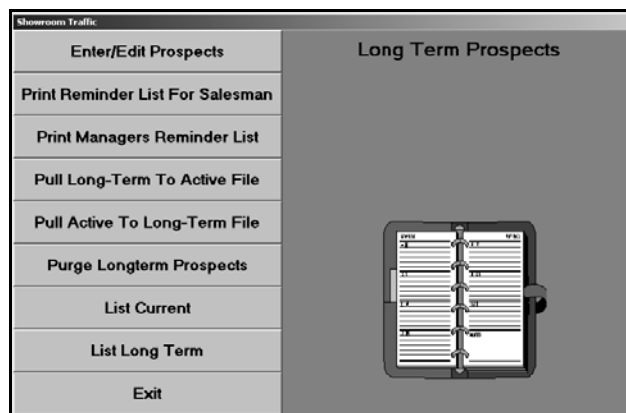 Showroom Traffic
Enter/Edit Prospects
Long Term Prospects
Print Reminder List For Salesman
Print Managers Reminder List
Pull Long-Term To Active File
Pull Active To Long-Term File
Purge Longterm Prospects
List Current
List Long Term
Exit